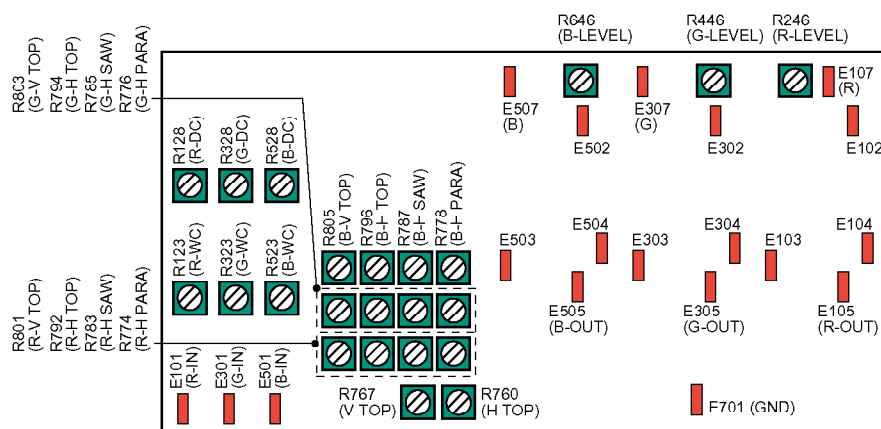 R646
(B-LEVEL)
R446
(G-LEVEL)
R246
(R-LEVEL)
R803
(G-V TOP)
R794
(G-H TOP)
R785
(G-H SAW)
R776
(G-H PARA)
E507
(B)
E307
(G)
E107
(R)
E502
E302
E102
R128
(R-DC)
R328
(G-DC)
R528
(B-DC)
R805
(B-V TOP)
R796
(B-H TOP)
R787
(B-H SAW)
R778
(B-H PARA)
R123
(R-WC)
R323
(G-WC)
R523
(B-WC)
E503
E504
E303
E304
E103
E104
E505
(B-OUT)
E305
(G-OUT)
E105
(R-OUT)
R801
(R-V TOP)
R792
(R-H TOP)
R783
(R-H SAW)
R774
(R-H PARA)
E101
(R-IN)
E301
(G-IN)
E501
(B-IN)
R767
(V TOP)
R760
(H TOP)
E701 (GND)